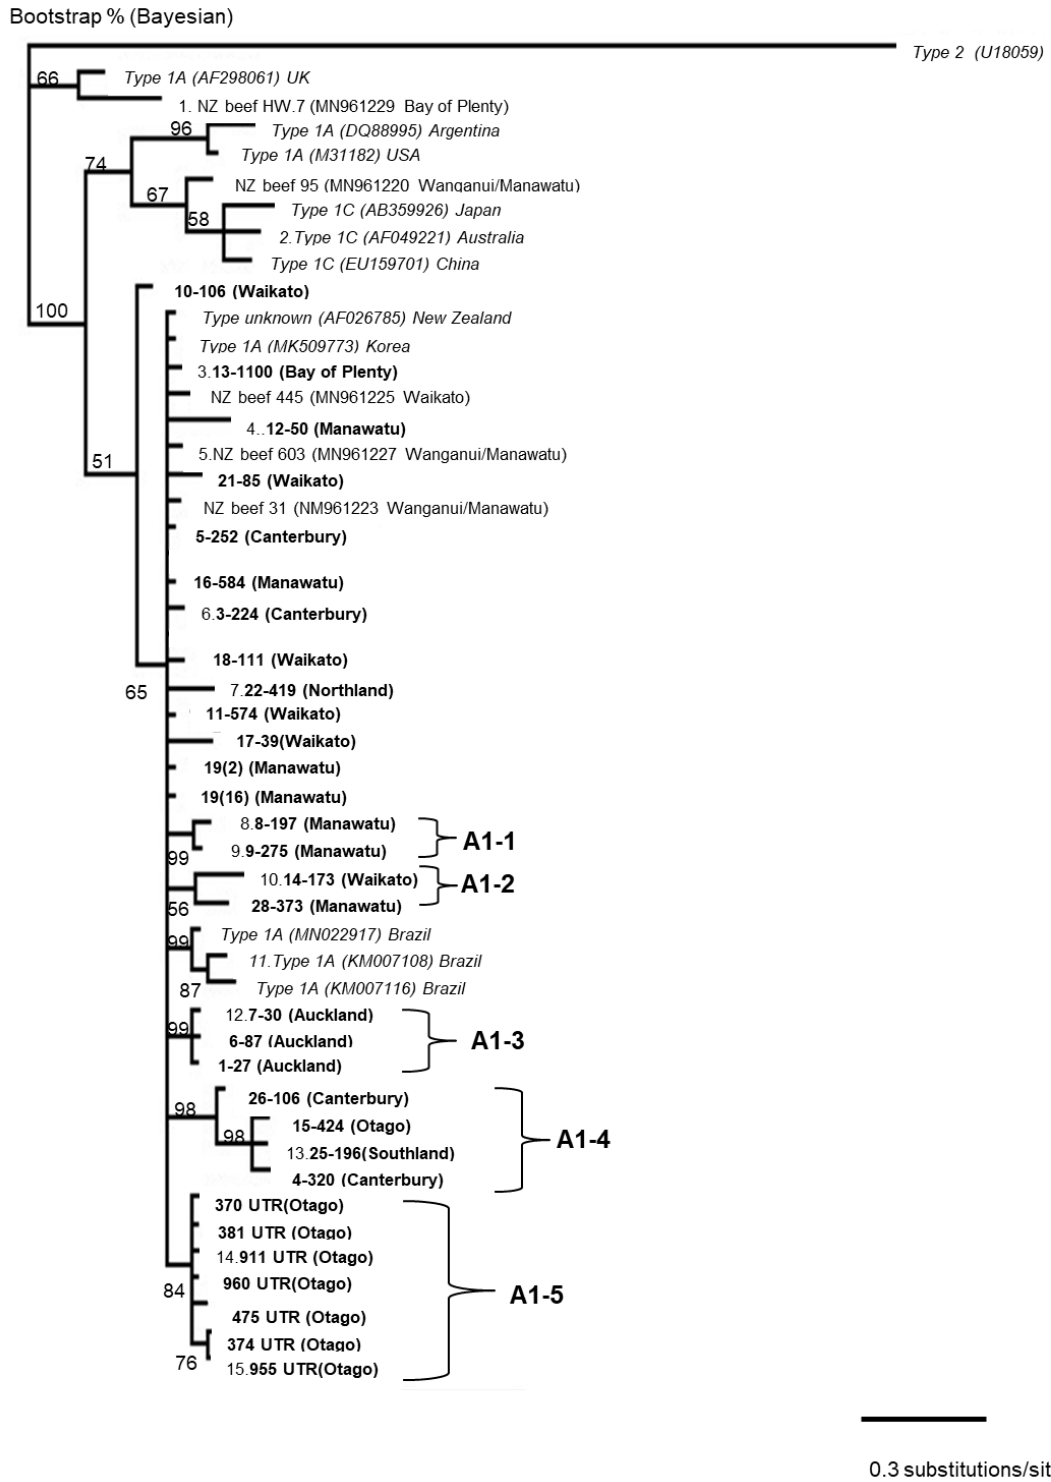 Bootstrap % (Bayesian)
Type 2 (U18059)
66
Type 1A (AF298061) UK
1. NZ beef HW.7 (MN961229 Bay of Plenty)
96
Type 1A (DQ88995) Argentina
Type 1A (M31182) USA
74
NZ beef 95 (MN961220 Wanganui/Manawatu)
67
Type 1C (AB359926) Japan
58
2.Type 1C (AF049221) Australia
Type 1C (EU159701) China
10-106 (Waikato)
100
Type unknown (AF026785) New Zealand
Type 1A (MK509773) Korea
3.13-1100 (Bay of Plenty)
NZ beef 445 (MN961225 Waikato)
4..12-50 (Manawatu)
5.NZ beef 603 (MN961227 Wanganui/Manawatu)
51
21-85 (Waikato)
NZ beef 31 (NM961223 Wanganui/Manawatu)
5-252 (Canterbury)
16-584 (Manawatu)
6.3-224 (Canterbury)
18-111 (Waikato)
65
7.22-419 (Northland)
11-574 (Waikato)
17-39(Waikato)
19(2) (Manawatu)
19(16) (Manawatu)
8.8-197 (Manawatu)
A1-1
9.9-275 (Manawatu)
99
10.14-173 (Waikato)
A1-2
28-373 (Manawatu)
56
Type 1A (MN022917) Brazil
99
11.Type 1A (KM007108) Brazil
Type 1A (KM007116) Brazil
87
12.7-30 (Auckland)
99
6-87 (Auckland)
A1-3
1-27 (Auckland)
26-106 (Canterbury)
98
15-424 (Otago)
98
A1-4
13.25-196(Southland)
4-320 (Canterbury)
370 UTR(Otago)
381 UTR (Otago)
14.911 UTR (Otago)
960 UTR(Otago)
84
A1-5
475 UTR (Otago)
374 UTR (Otago)
76
15.955 UTR(Otago)
0.3 substitutions/sit